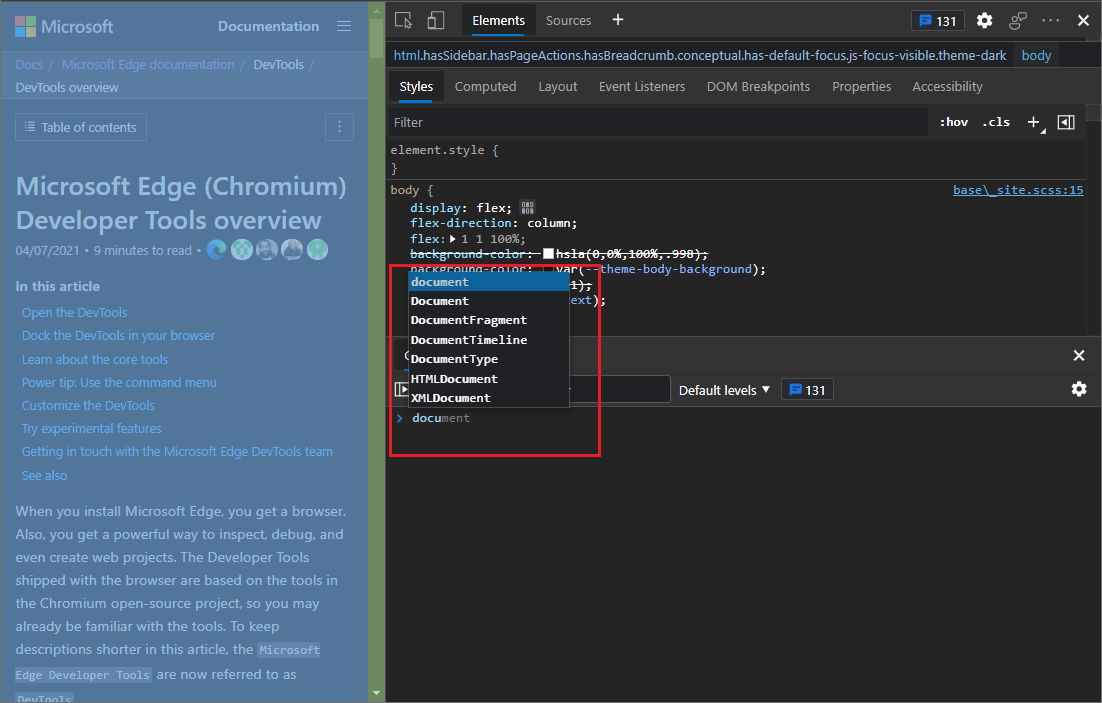 Microsoft
Documentation
Docs / Microsoft Edge documentation / DevTools /
DevTools overview
Table of contents
Microsoft Edge (Chromium)
Developer Tools overview
04/07/2021 • 9 minutes to read •
In this article
Open the DevTools
Dock the DevTools in your browser
Learn about the core tools
Power tip: Use the command menu
Customize the DevTools
Try experimental features
Getting in touch with the Microsoft Edge DevTools team
See also
When you install Microsoft Edge, you get a browser.
Also, you get a powerful way to inspect, debug, and
even create web projects. The Developer Tools
shipped with the browser are based on the tools in
the Chromium open-source project, so you may
already be familiar with the tools. To keep
descriptions shorter in this article, the Microsoft
Edge Developer Tools are now referred to as
DevTools
Elements Sources + 131
html.hasSidebar.hasPageActions.hasBreadcrumb.conceptual.has-default-focus.js-focus-visible.theme-dark body
Styles Computed Layout Event Listeners DOM Breakpoints Properties Accessibility
Filter :hov .cls +
element.style {
}
body { base\_site.scss:15
display: flex;
flex-direction: column;
flex: 1 1 100%;
background-color: hsla(0,0%,100%,.998);
background-color: var(--theme-body-background);
1);
ext);
document
Document
DocumentFragment
DocumentTimeline
DocumentType
HTMLDocument
XMLDocument
Default levels ▼ 131
> document